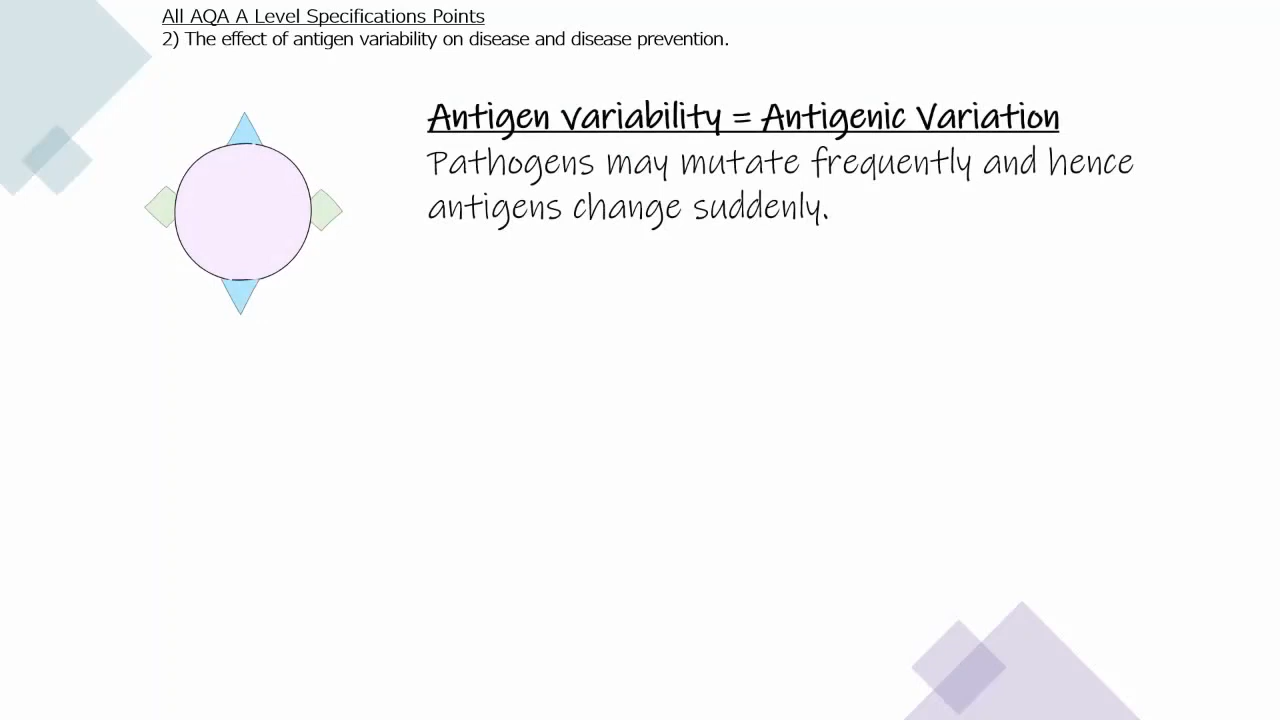 All AQA A Level Specifications Points
2) The effect of antigen variability on disease and disease prevention.
Antigen variability = Antigenic Variation
Pathogens may mutate frequently and hence
antigens change suddenly.